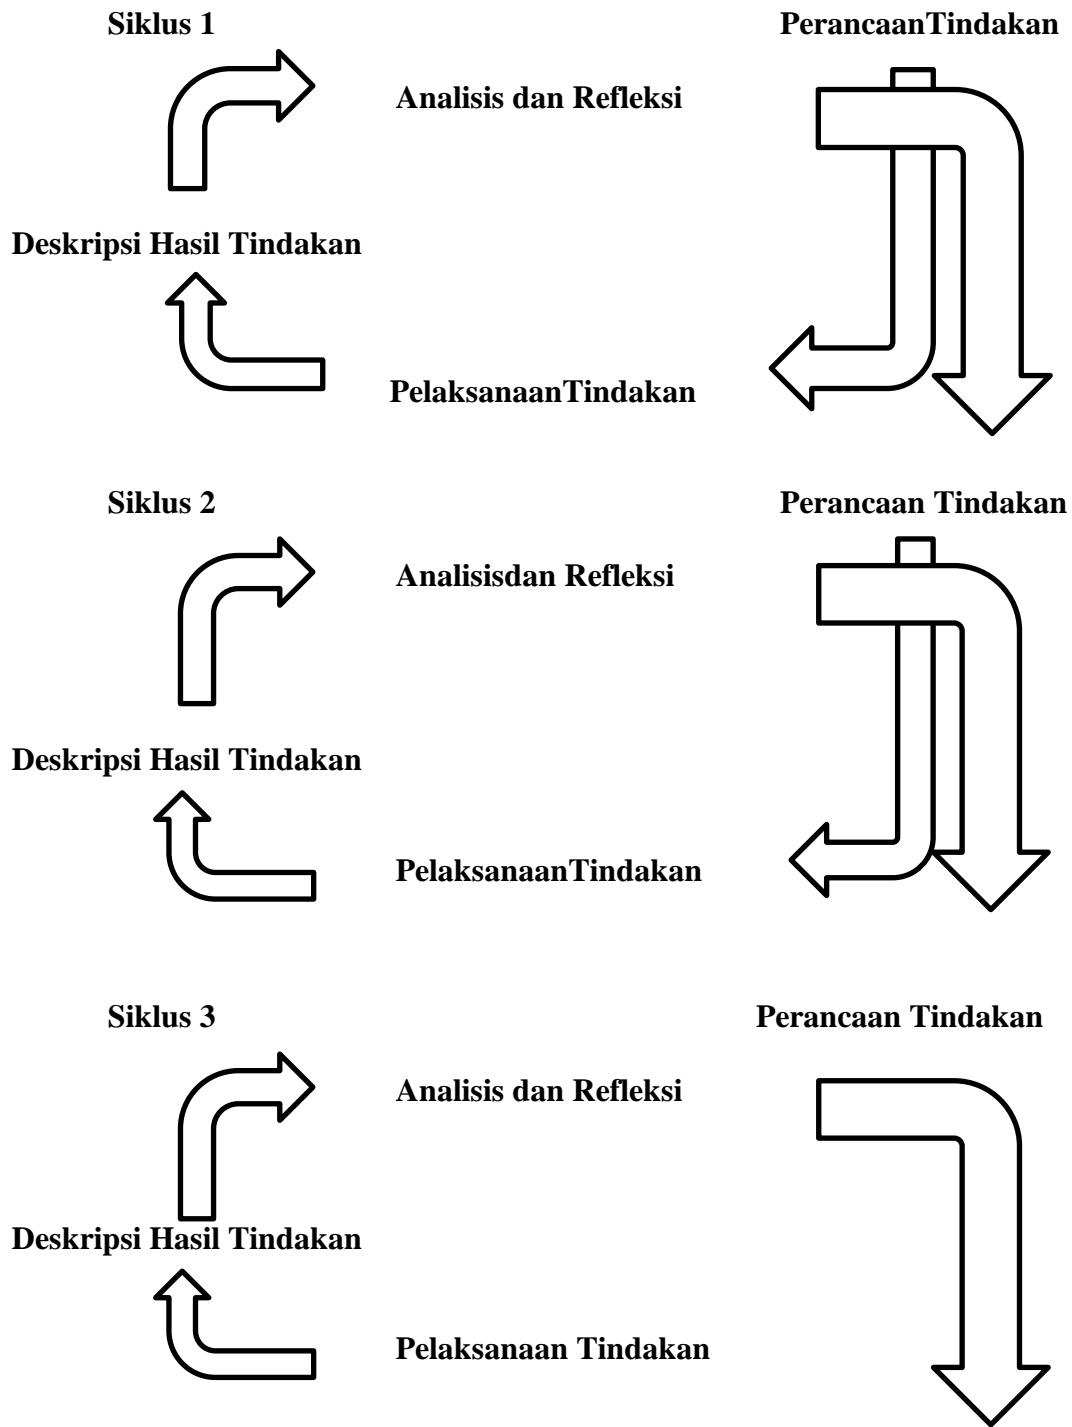 Siklus 1
PerancaanTindakan
Analisis dan Refleksi
Deskripsi Hasil Tindakan
PelaksanaanTindakan
Siklus 2
Perancaan Tindakan
Analisisdan Refleksi
Deskripsi Hasil Tindakan
PelaksanaanTindakan
Siklus 3
Perancaan Tindakan
Analisis dan Refleksi
Deskripsi Hasil Tindakan
Pelaksanaan Tindakan